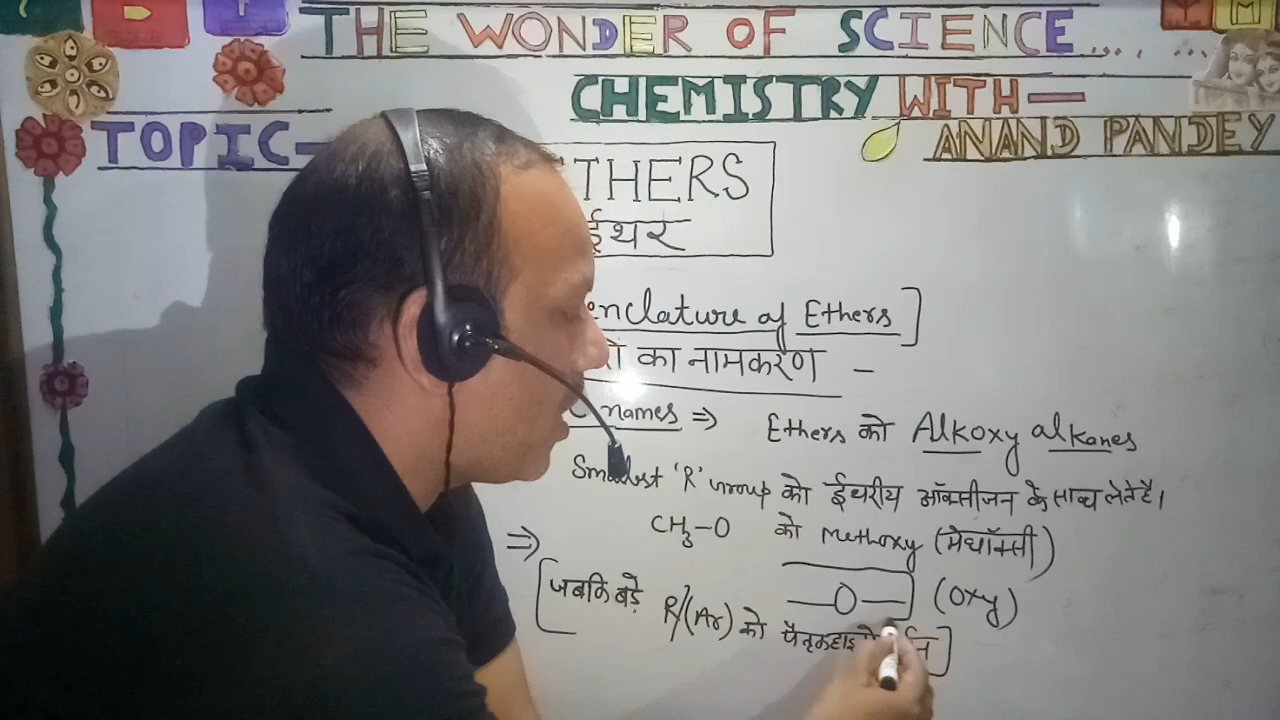 THE WONDER OF SCIENCE...
CHEMISTRY WITH—
ANAND PANDEY
TOPIC—
THERS
ईथर
enclature of Ethers]
का नामकरण —
names ⇒ Ethers को Alkoxy alkanes
'R' group को ईथरीय ऑक्सीजन के साथ लेते है।
CH₃-O को Methoxy (मेथॉक्सी)
⇒
[जबकि बड़े R/(Ar) को —O— (oxy)